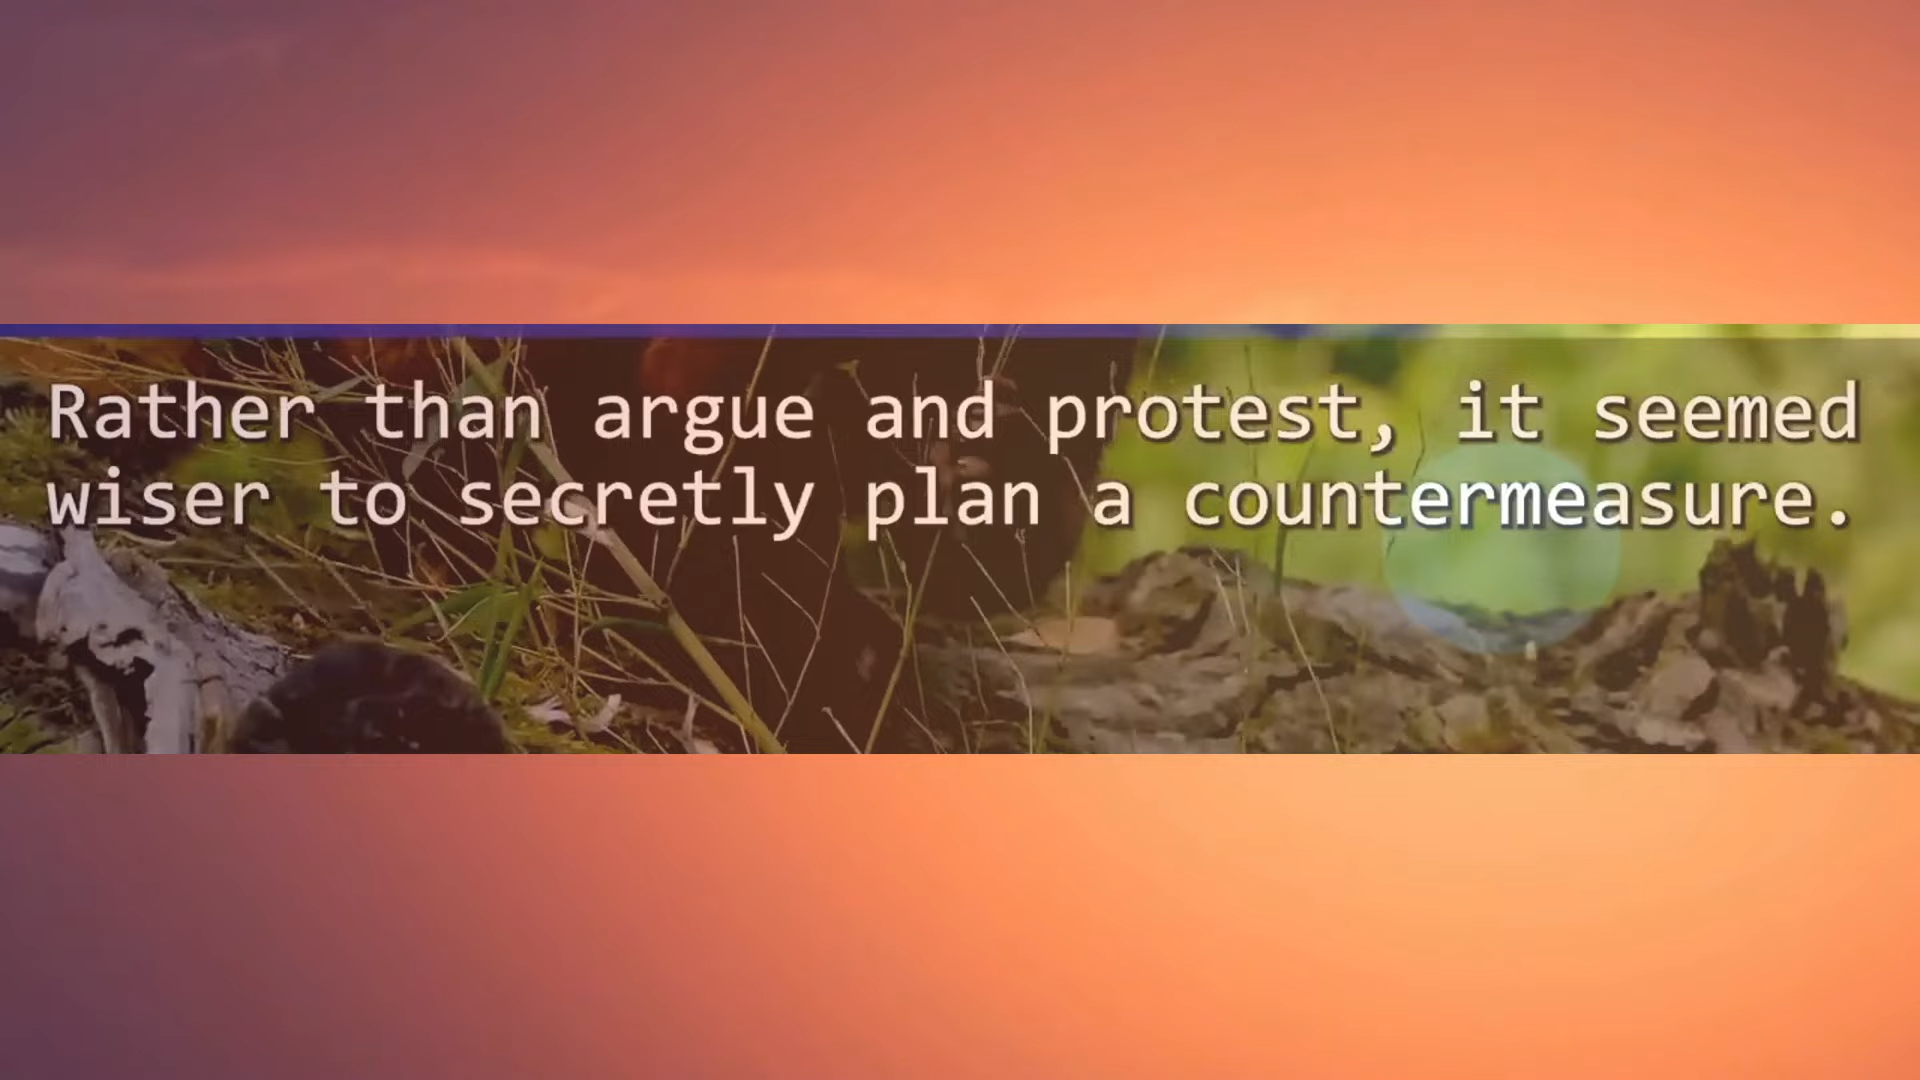 Rather than argue and protest, it seemed
wiser to secretly plan a countermeasure.